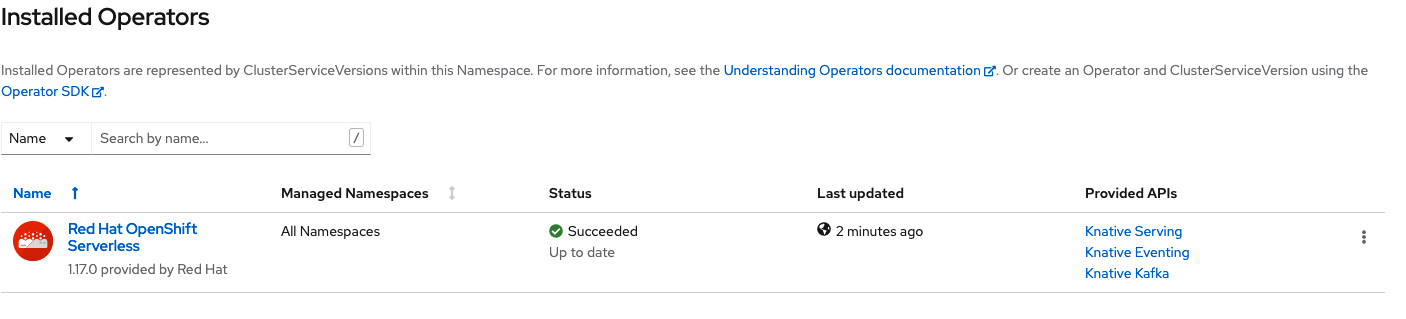 Installed Operators
Installed Operators are represented by ClusterServiceVersions within this Namespace. For more information, see the Understanding Operators documentation. Or create an Operator and ClusterServiceVersion using the
Operator SDK.
Name Search by name... /
Name Managed Namespaces Status Last updated Provided APIs
Red Hat OpenShift
Serverless
1.17.0 provided by Red Hat
All Namespaces
Succeeded
Up to date
2 minutes ago
Knative Serving
Knative Eventing
Knative Kafka